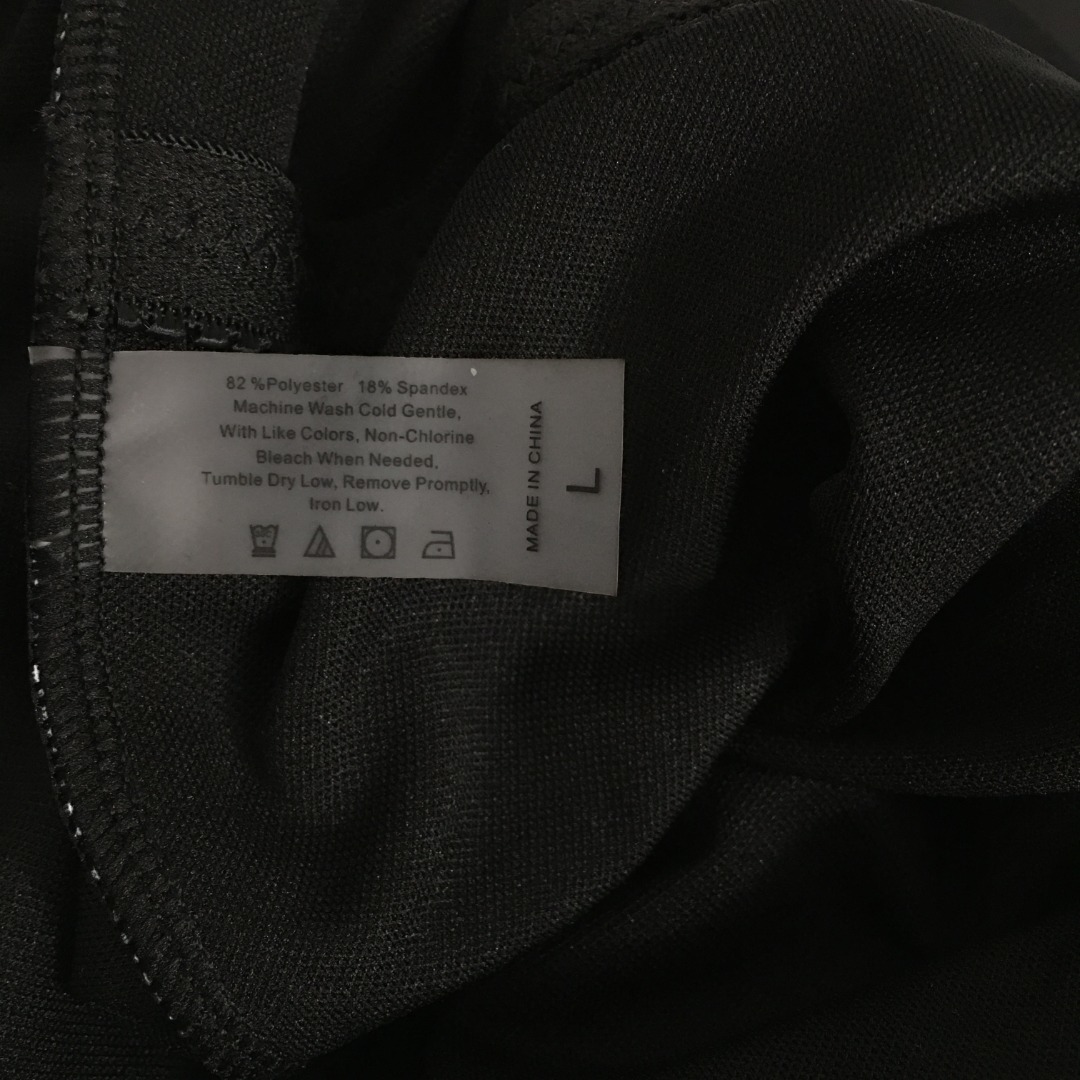 82 %Polyester 18% Spandex
Machine Wash Cold Gentle,
With Like Colors, Non-Chlorine
Bleach When Needed,
Tumble Dry Low, Remove Promptly,
Iron Low.
MADE IN CHINA
L